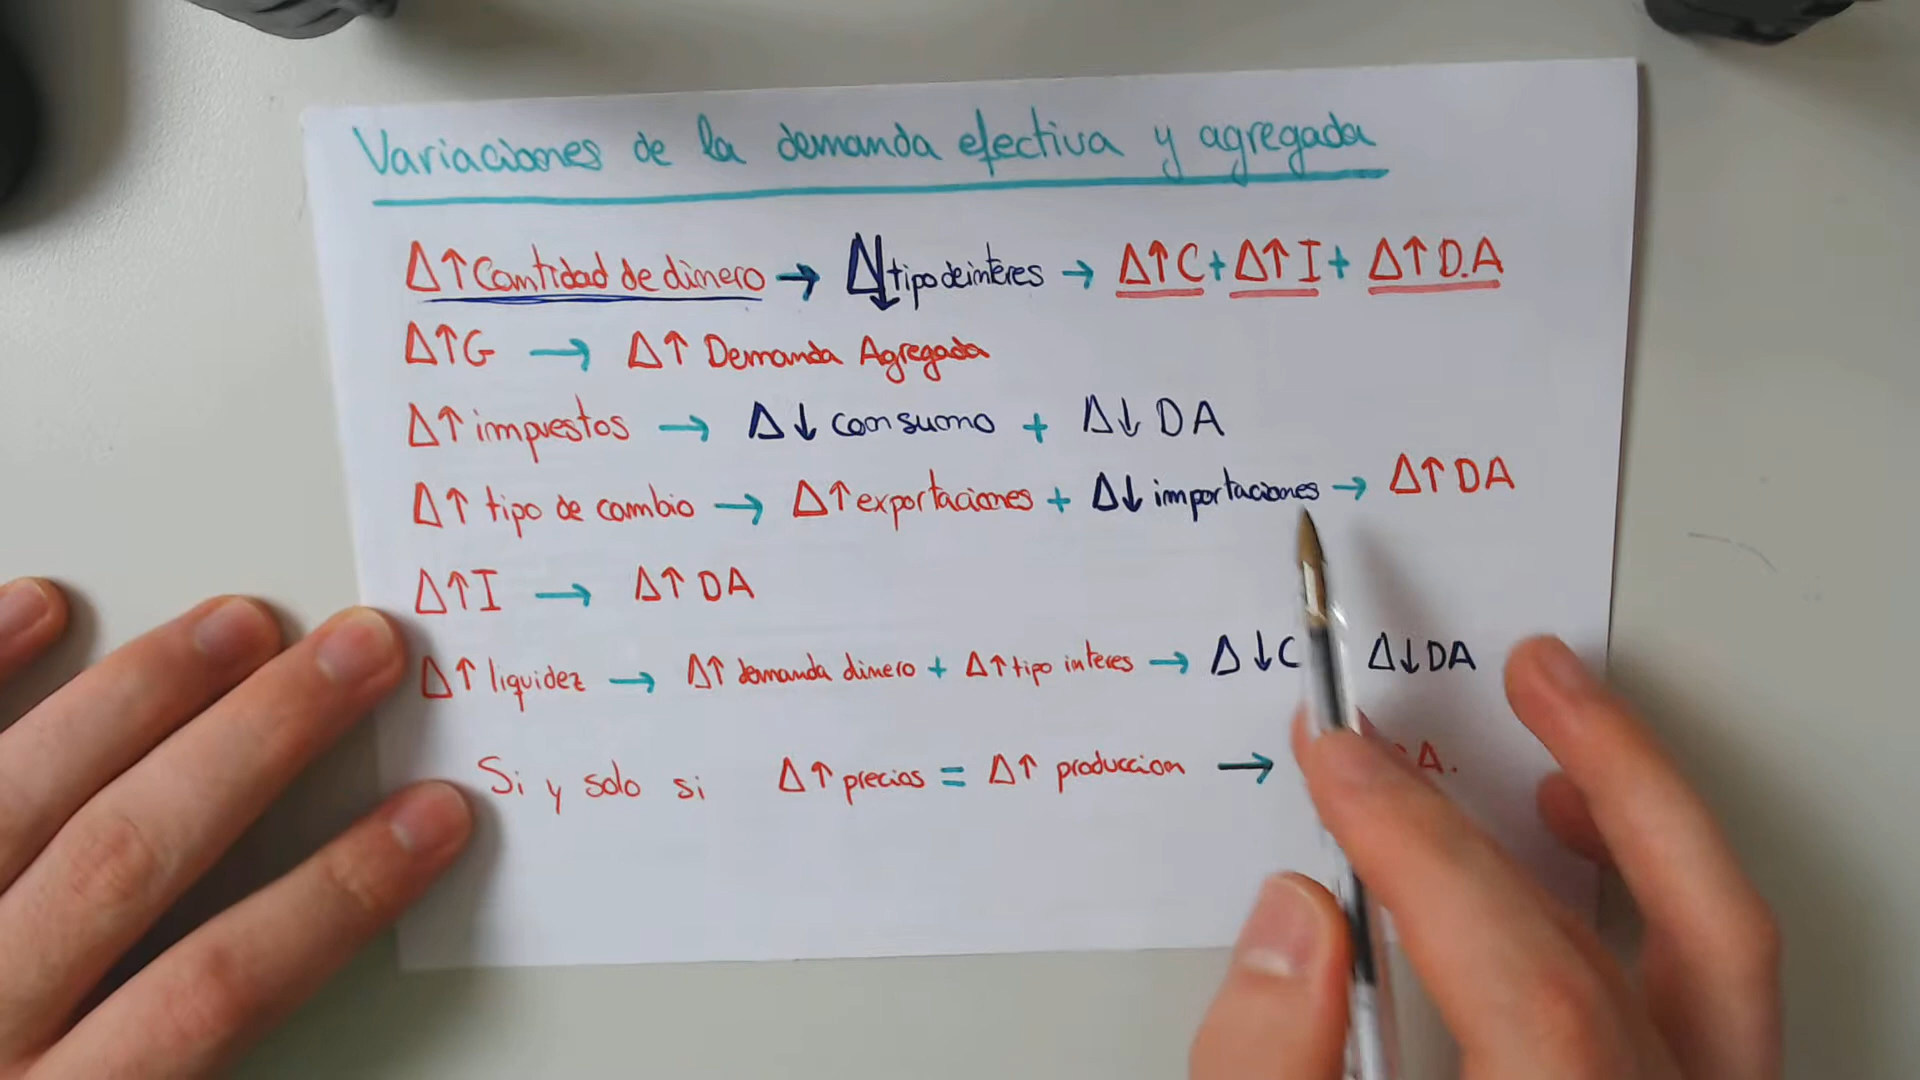 Variaciones de la demanda efectiva y agregada
Δ↑ Cantidad de dinero → Δ↓ tipo de interes → Δ↑ C + Δ↑ I + Δ↑ D.A
Δ↑G → Δ↑ Demanda Agregada
Δ↑ impuestos → Δ↓ consumo + Δ↓ DA
Δ↑ tipo de cambio → Δ↑ exportaciones + Δ↓ importaciones → Δ↑ DA
Δ↑I → Δ↑ DA
Δ↑ liquidez → Δ↑ demanda dinero + Δ↑ tipo interes → Δ↓C Δ↓DA
Si y solo si Δ↑ precios = Δ↑ produccion → A.